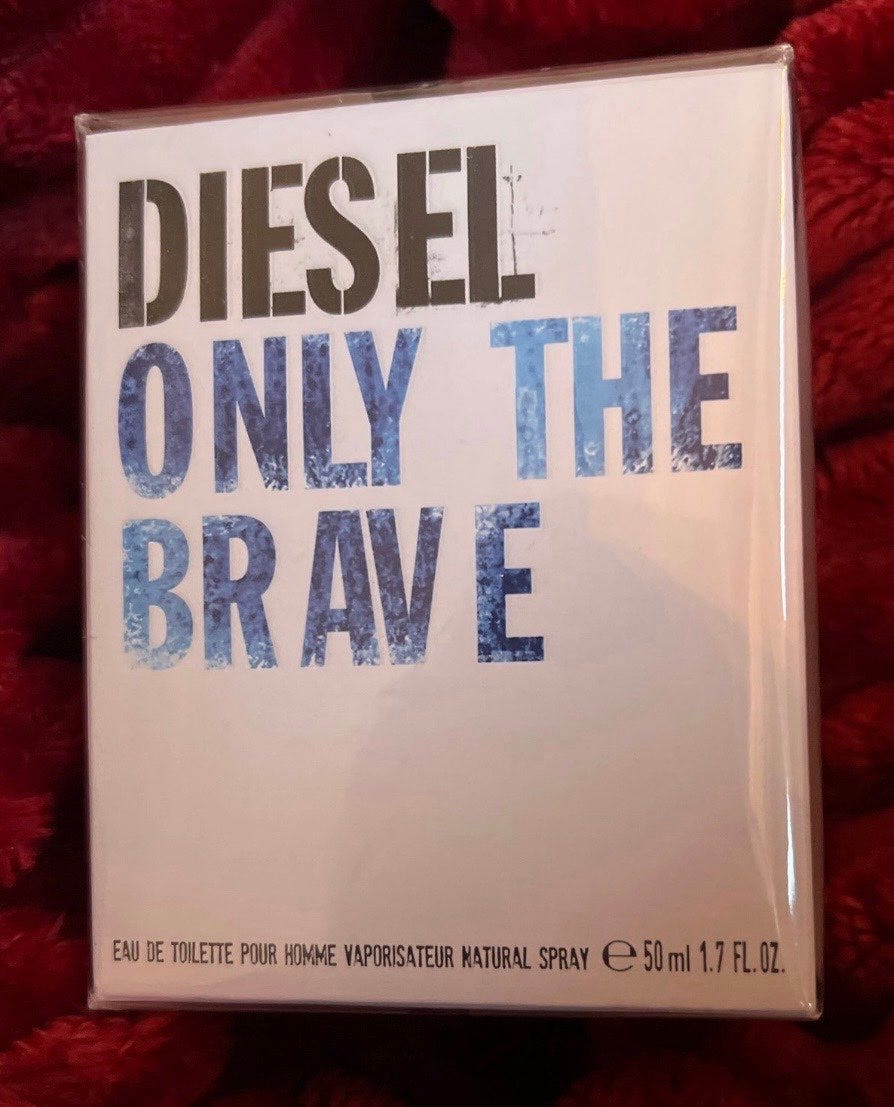 DIESEL
ONLY THE
BRAVE
EAU DE TOILETTE POUR HOMME VAPORISATEUR NATURAL SPRAY ℮ 50 ml 1.7 FL.OZ.